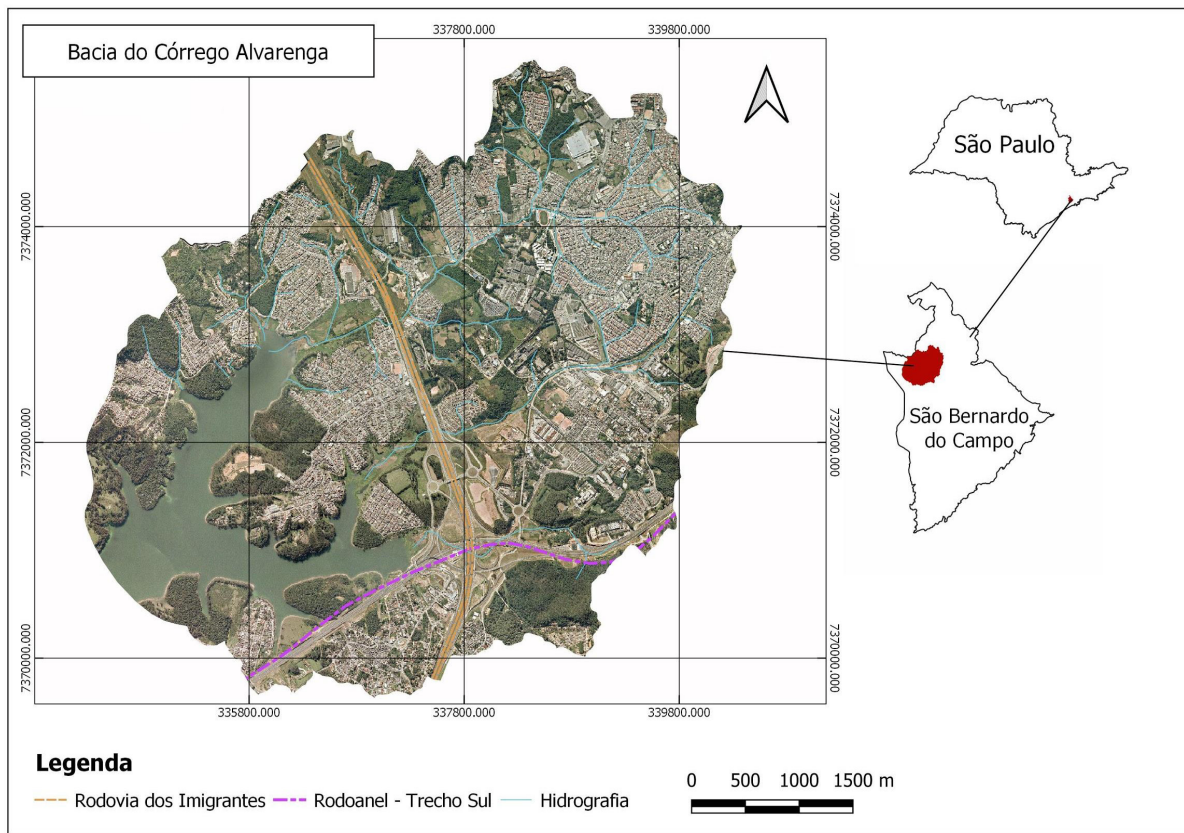 Bacia do Córrego Alvarenga
337800.000
339800.000
São Paulo
7374000.000
7374000.000
São Bernardo
do Campo
7372000.000
7372000.000
7370000.000
7370000.000
335800.000
337800.000
339800.000
Legenda
Rodovia dos Imigrantes
Rodoanel - Trecho Sul
Hidrografia
0 500 1000 1500 m